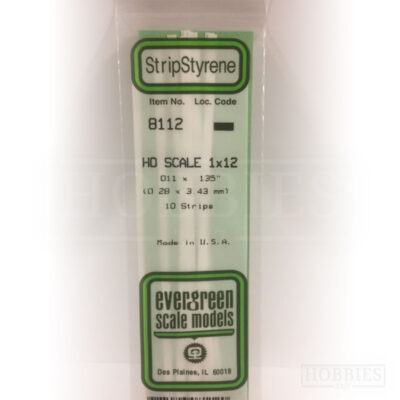 StripStyrene
Item No. Loc. Code
8112
HO SCALE 1x12
.011 x .135"
(0.28 x 3.43 mm)
10 Strips
Made in U.S.A.
evergreen
scale models
Des Plaines, IL 60018
HOBBIES